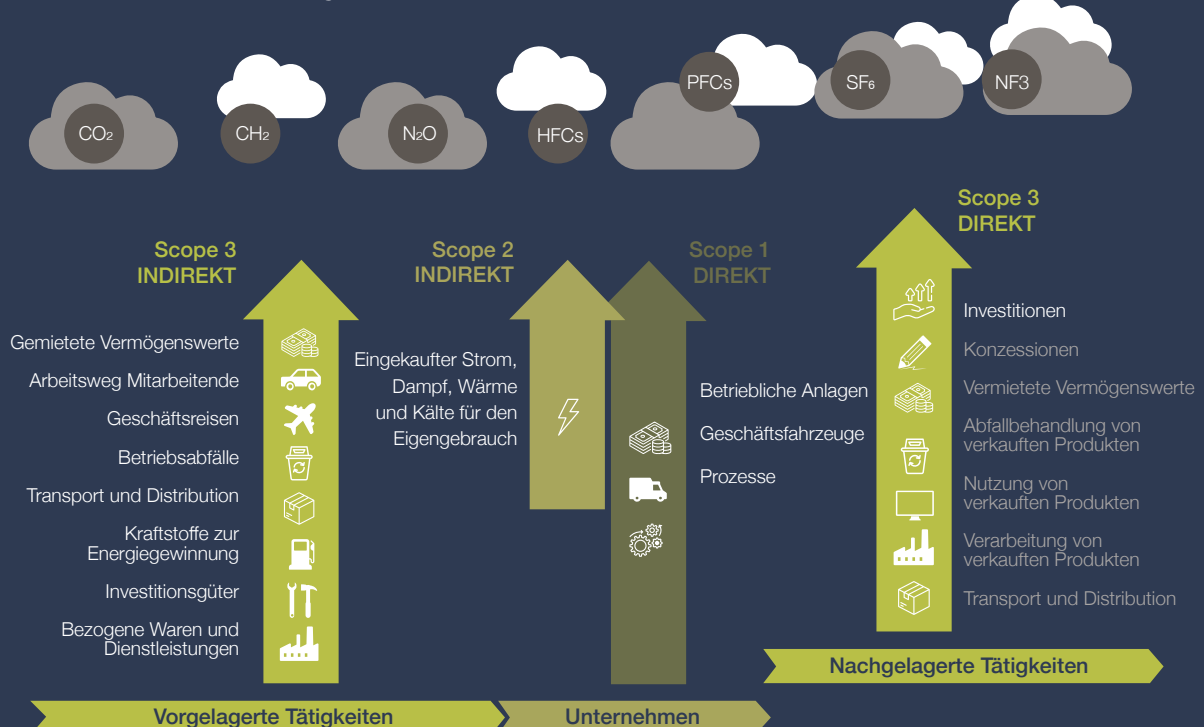 CO₂
CH₂
N₂O
HFCs
PFCs
SF₆
NF3
Scope 3
INDIREKT
Gemietete Vermögenswerte
Arbeitsweg Mitarbeitende
Geschäftsreisen
Betriebsabfälle
Transport und Distribution
Kraftstoffe zur
Energiegewinnung
Investitionsgüter
Bezogene Waren und
Dienstleistungen
Scope 2
INDIREKT
Eingekaufter Strom,
Dampf, Wärme
und Kälte für den
Eigengebrauch
Scope 1
DIREKT
Betriebliche Anlagen
Geschäftsfahrzeuge
Prozesse
Scope 3
DIREKT
Investitionen
Konzessionen
Vermietete Vermögenswerte
Abfallbehandlung von
verkauften Produkten
Nutzung von
verkauften Produkten
Verarbeitung von
verkauften Produkten
Transport und Distribution
Vorgelagerte Tätigkeiten
Unternehmen
Nachgelagerte Tätigkeiten